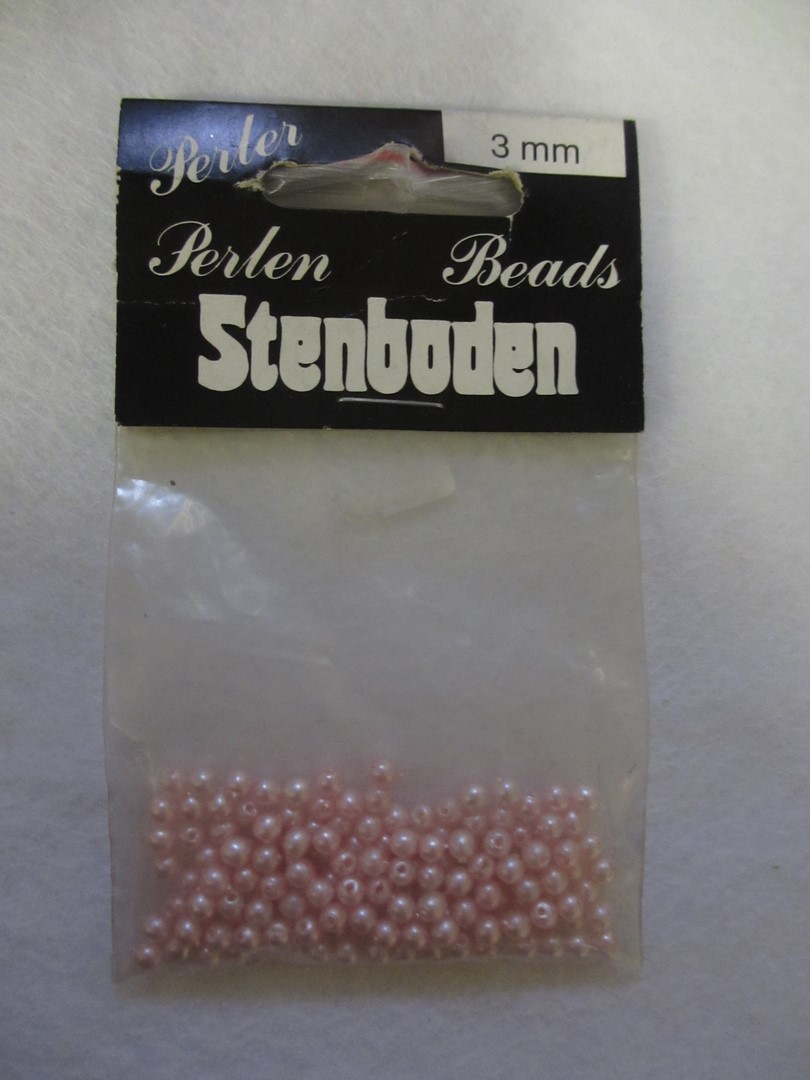 Perler
3 mm
Perlen
Beads
Stenboden